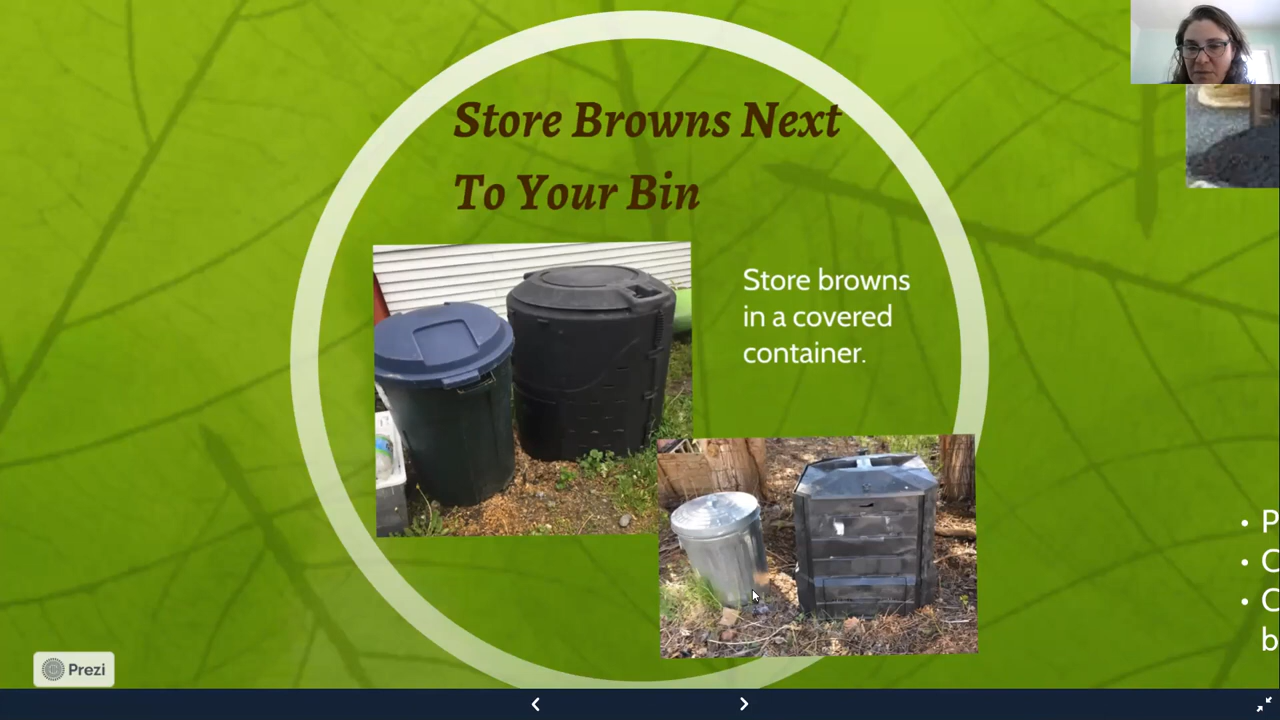 Store Browns Next
To Your Bin
Store browns
in a covered
container.
• P
• C
• C
b
Prezi